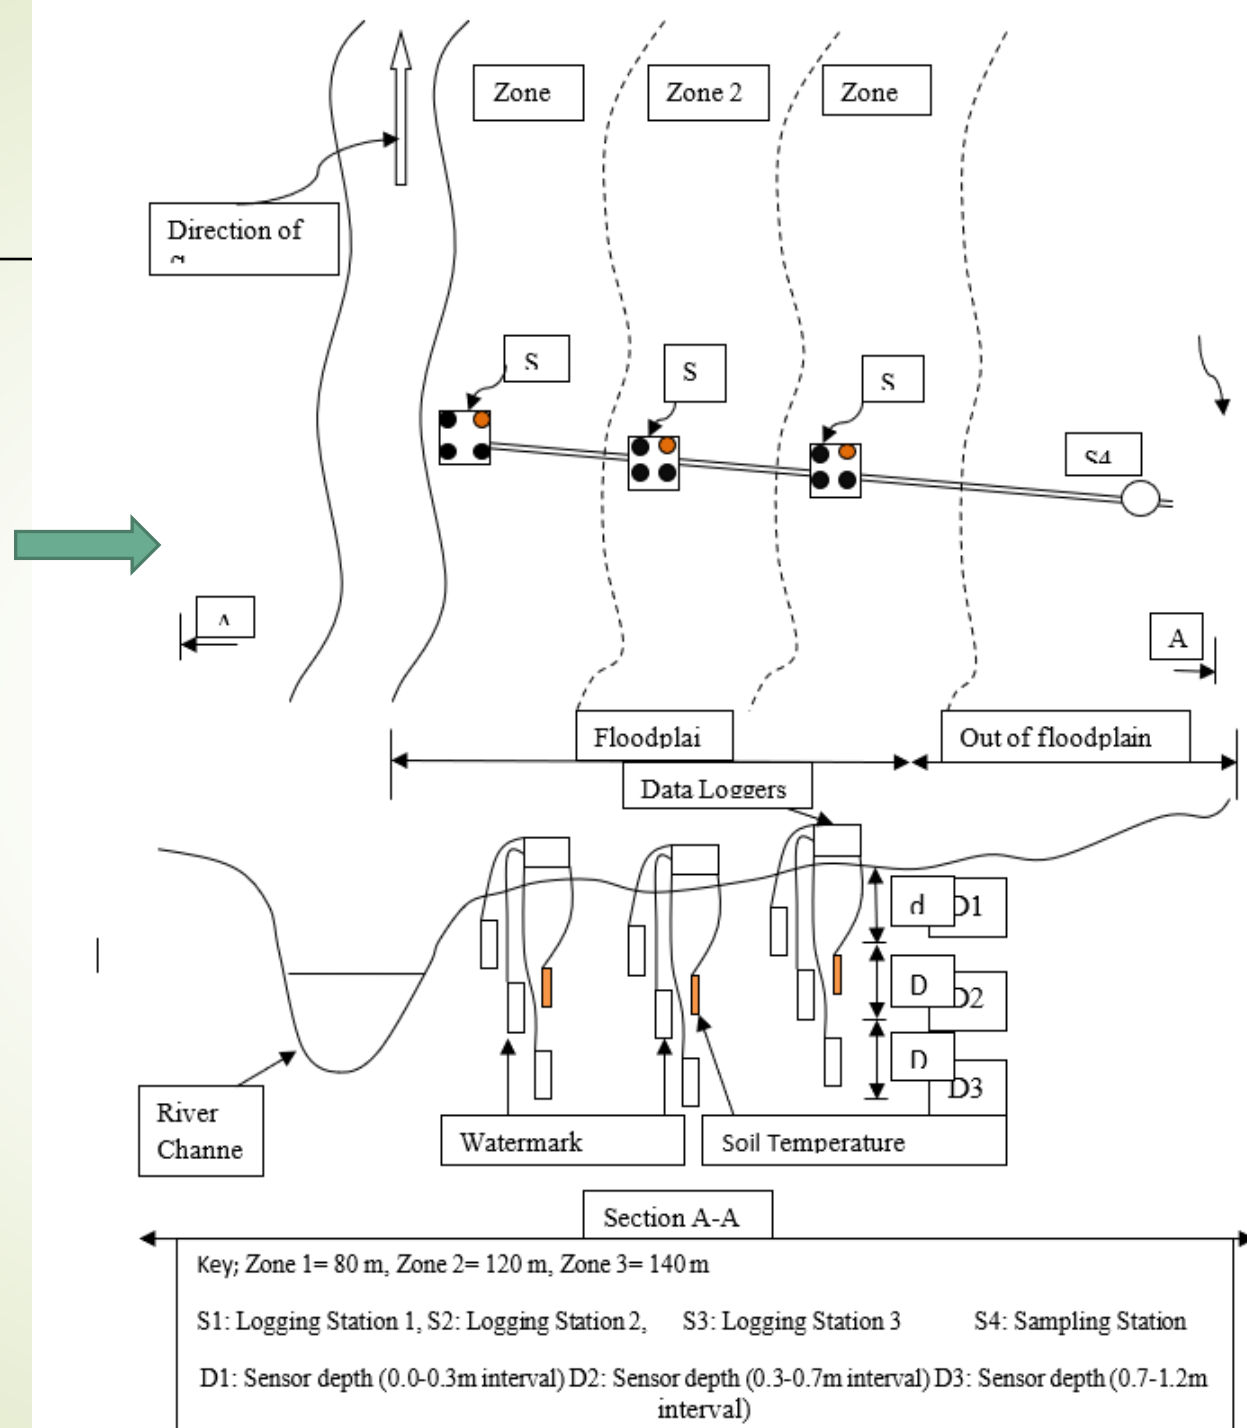 Zone
Zone 2
Zone
Direction of
S
S
S
S4
A
A
Floodplai
Out of floodplain
Data Loggers
d
D1
D
D2
D
D3
River
Channe
Watermark
Soil Temperature
Section A-A
Key; Zone 1= 80 m, Zone 2= 120 m, Zone 3= 140 m
S1: Logging Station 1, S2: Logging Station 2, S3: Logging Station 3 S4: Sampling Station
D1: Sensor depth (0.0-0.3m interval) D2: Sensor depth (0.3-0.7m interval) D3: Sensor depth (0.7-1.2m
interval)